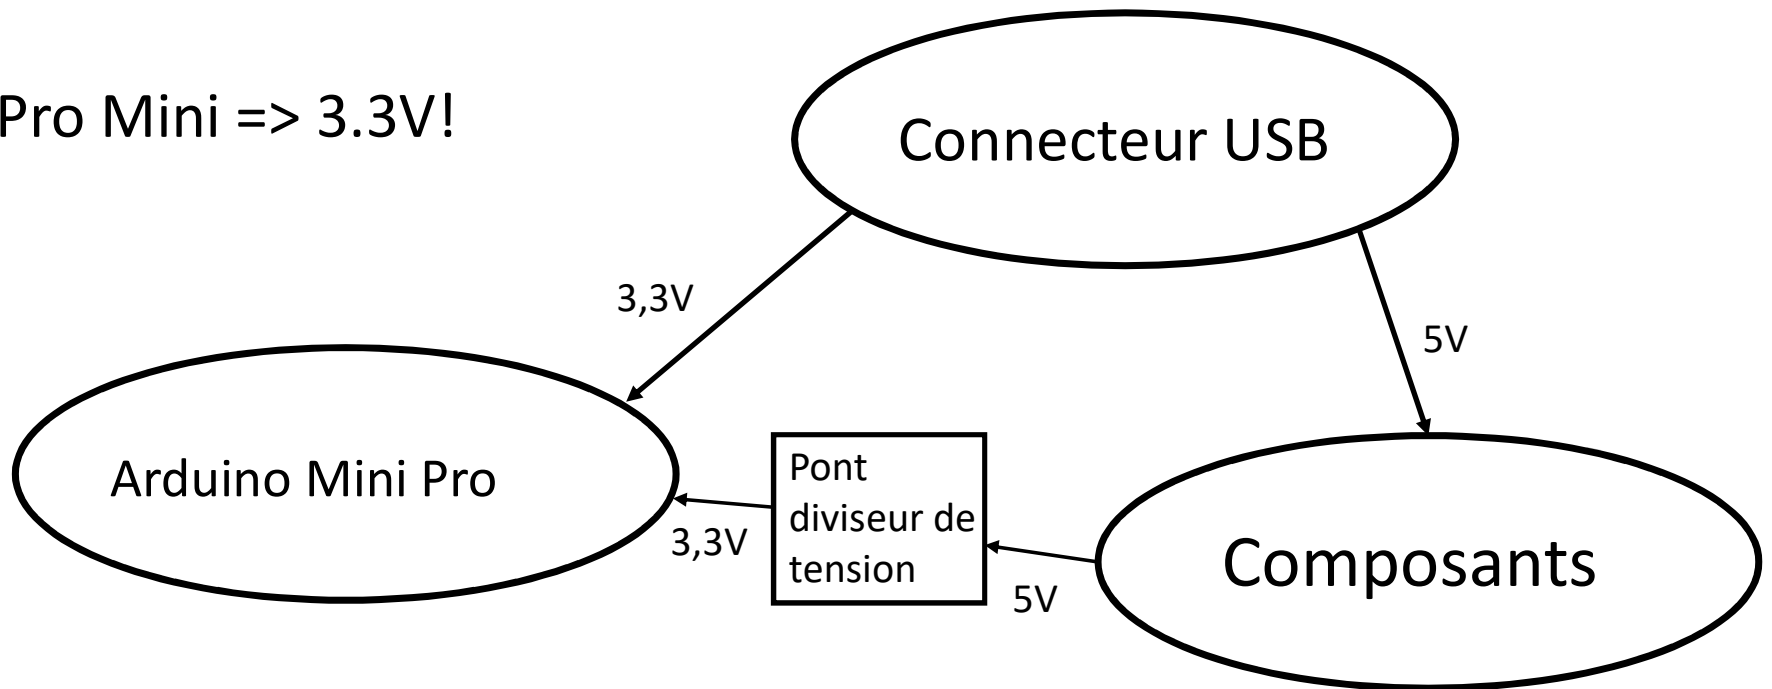 Pro Mini => 3.3V!
Connecteur USB
3,3V
5V
Arduino Mini Pro
Pont
diviseur de
tension
3,3V
5V
Composants